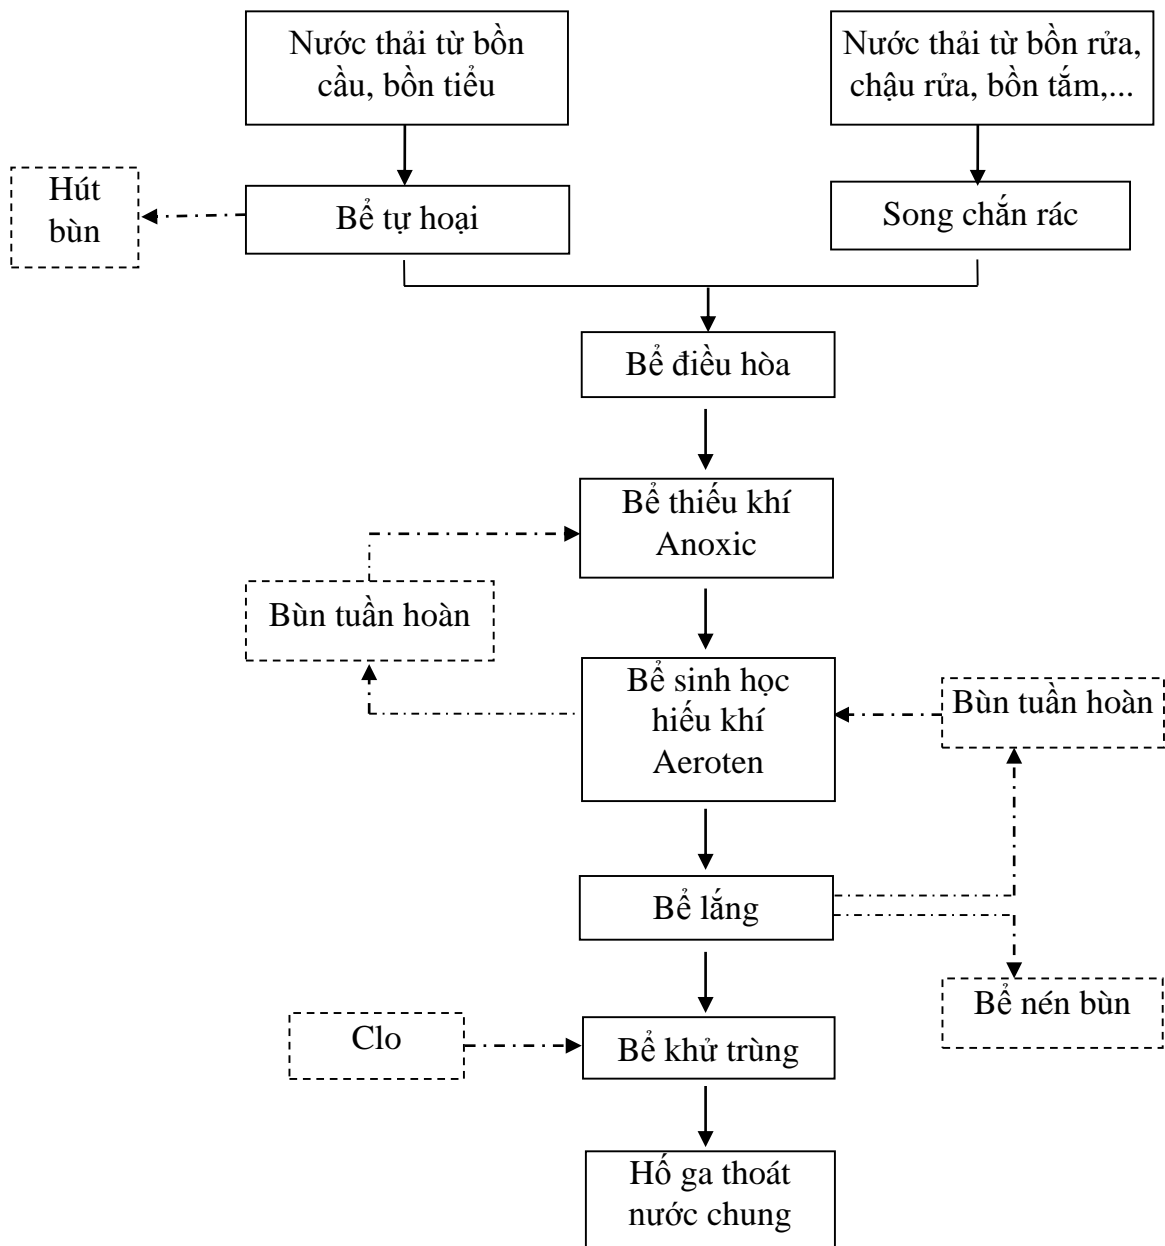 Nước thải từ bồn
cầu, bồn tiểu
Nước thải từ bồn rửa,
chậu rửa, bồn tắm,...
Hút
bùn
Bể tự hoại
Song chắn rác
Bể điều hòa
Bể thiếu khí
Anoxic
Bùn tuần hoàn
Bể sinh học
hiếu khí
Aeroten
Bùn tuần hoàn
Bể lắng
Bể nén bùn
Clo
Bể khử trùng
Hố ga thoát
nước chung